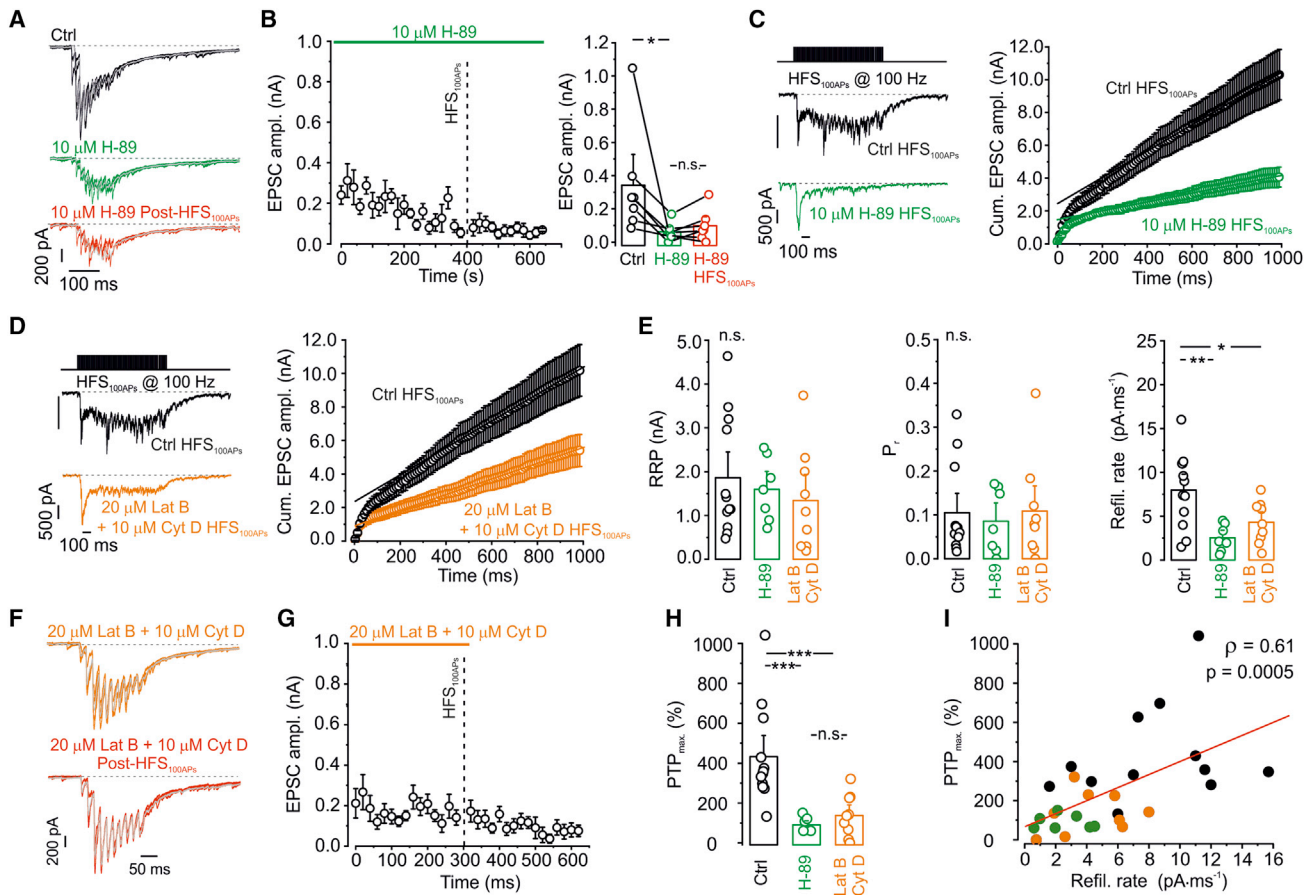 A
Ctrl
10 μM H-89
10 μM H-89 Post-HFS100APs
200 pA
100 ms
B
10 μM H-89
EPSC ampl. (nA)
1.0
0.8
0.6
0.4
0.2
0.0
HFS100APs
0 200 400 600
Time (s)
EPSC ampl. (nA)
1.2
1.0
0.8
0.6
0.4
0.2
0.0
*
n.s.
Ctrl
H-89
H-89 HFS100APs
C
HFS100APs @ 100 Hz
Ctrl HFS100APs
10 μM H-89 HFS100APs
500 pA
100 ms
Cum. EPSC ampl. (nA)
12.0
10.0
8.0
6.0
4.0
2.0
0.0
Ctrl HFS100APs
10 μM H-89 HFS100APs
0 200 400 600 800 1000
Time (ms)
D
HFS100APs @ 100 Hz
Ctrl HFS100APs
20 μM Lat B
+ 10 μM Cyt D HFS100APs
500 pA
100 ms
Cum. EPSC ampl. (nA)
12.0
10.0
8.0
6.0
4.0
2.0
0.0
Ctrl HFS100APs
20 μM Lat B
+ 10 μM Cyt D HFS100APs
0 200 400 600 800 1000
Time (ms)
E
n.s.
RRP (nA)
5.0
4.0
3.0
2.0
1.0
0.0
Ctrl
H-89
Lat B
Cyt D
n.s.
Pr
0.5
0.4
0.3
0.2
0.1
0.0
Ctrl
H-89
Lat B
Cyt D
Refil. rate (pA·ms-1)
25
20
15
10
5
0
*
**
Ctrl
H-89
Lat B
Cyt D
F
20 μM Lat B + 10 μM Cyt D
20 μM Lat B + 10 μM Cyt D
Post-HFS100APs
200 pA
50 ms
G
20 μM Lat B + 10 μM Cyt D
EPSC ampl. (nA)
1.0
0.8
0.6
0.4
0.2
0.0
HFS100APs
0 100 200 300 400 500 600
Time (ms)
H
PTPmax. (%)
1000
800
600
400
200
0
***
***
n.s.
Ctrl
H-89
Lat B
Cyt D
I
PTPmax. (%)
1000
800
600
400
200
0
ρ = 0.61
p = 0.0005
0 2 4 6 8 10 12 14 16
Refil. rate (pA·ms-1)